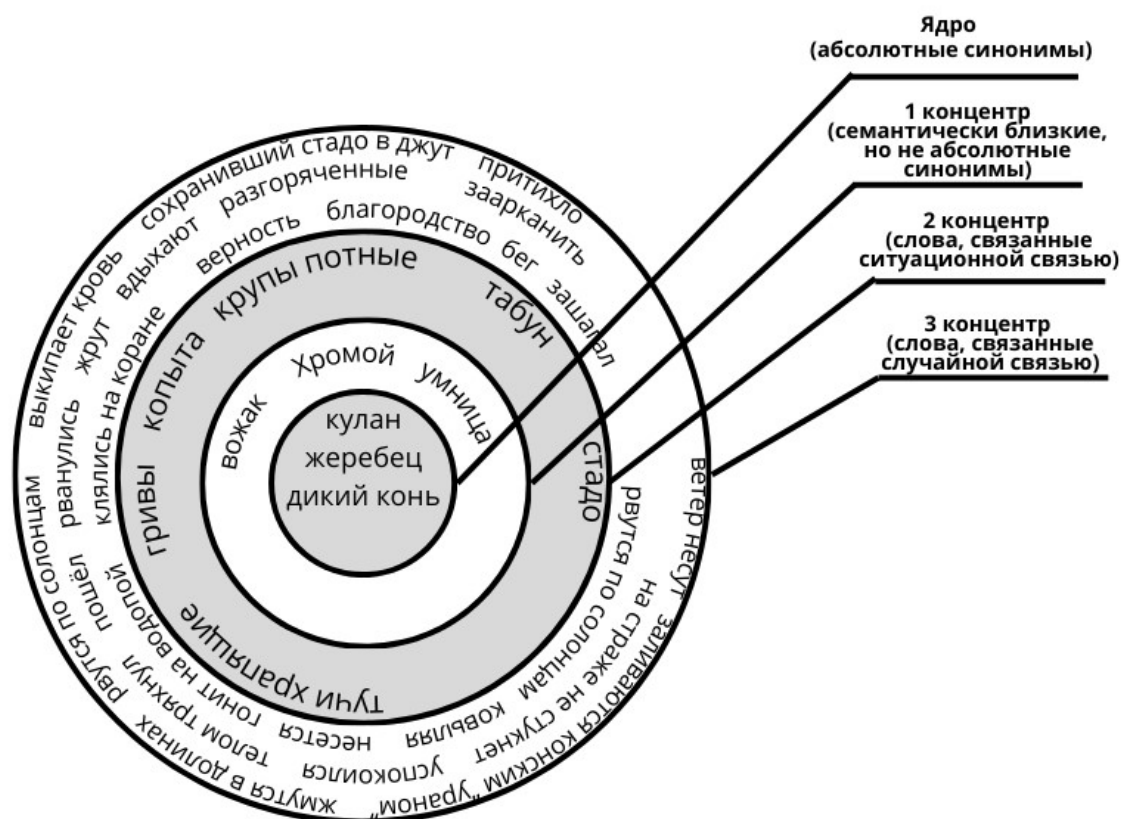 Ядро
(абсолютные синонимы)
1 концентр
(семантически близкие,
но не абсолютные
синонимы)
2 концентр
(слова, связанные
ситуационной связью)
3 концентр
(слова, связанные
случайной связью)
кулан
жеребец
дикий конь
вожак Хромой умница
гривы копыта крупы потные табун стадо
тучи храпящие
клялись на коране верность благородство бег зашагал
рвутся по солонцам ковыляя несется гонит на водопой
рванулись жрут вдыхают разгоряченные заарканить
на страже не стукнет успокоился телом тряхнул пошёл
рвутся по солонцам выкипает кровь сохранивший стадо в джут притихло
ветер несут заливаются конским "ураном" жмутся в долинах